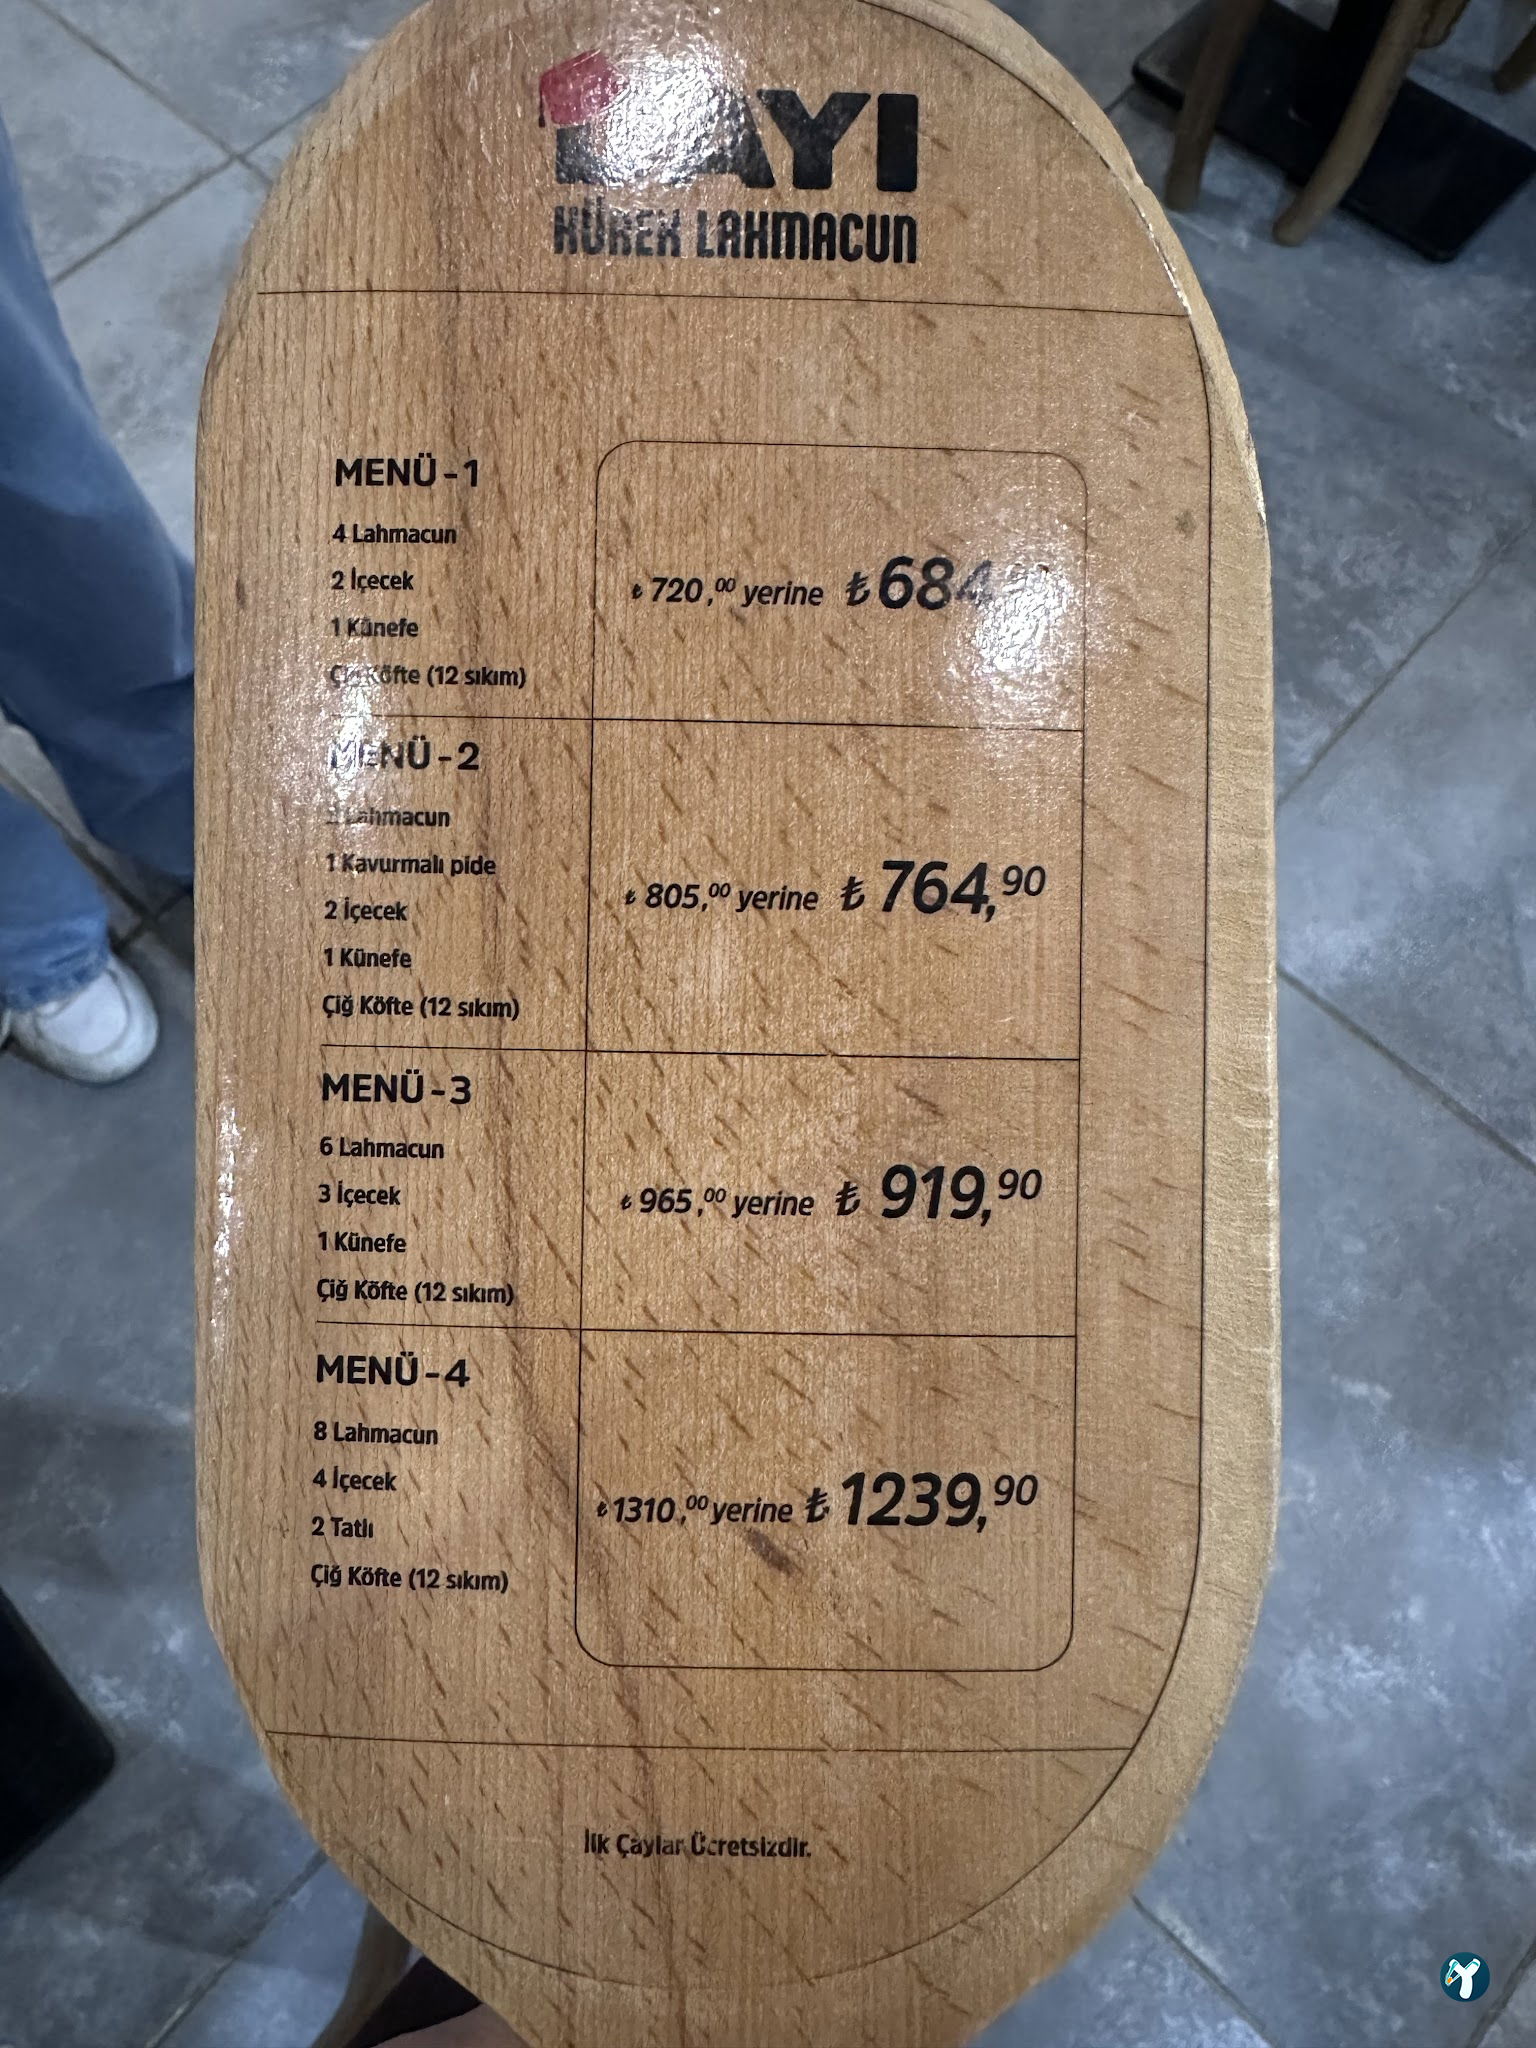 KÜREK LAHMACUN
MENÜ - 1
4 Lahmacun
2 İçecek
1 Künefe
Köfte (12 sıkım)
₺ 720,00 yerine ₺ 684
MENÜ - 2
Lahmacun
1 Kavurmalı pide
2 İçecek
1 Künefe
Çiğ Köfte (12 sıkım)
₺ 805,00 yerine ₺ 764,90
MENÜ - 3
6 Lahmacun
3 İçecek
1 Künefe
Çiğ Köfte (12 sıkım)
₺ 965,00 yerine ₺ 919,90
MENÜ - 4
8 Lahmacun
4 İçecek
2 Tatlı
Çiğ Köfte (12 sıkım)
₺ 1310,00 yerine ₺ 1239,90
İlk Çaylar Ücretsizdir.